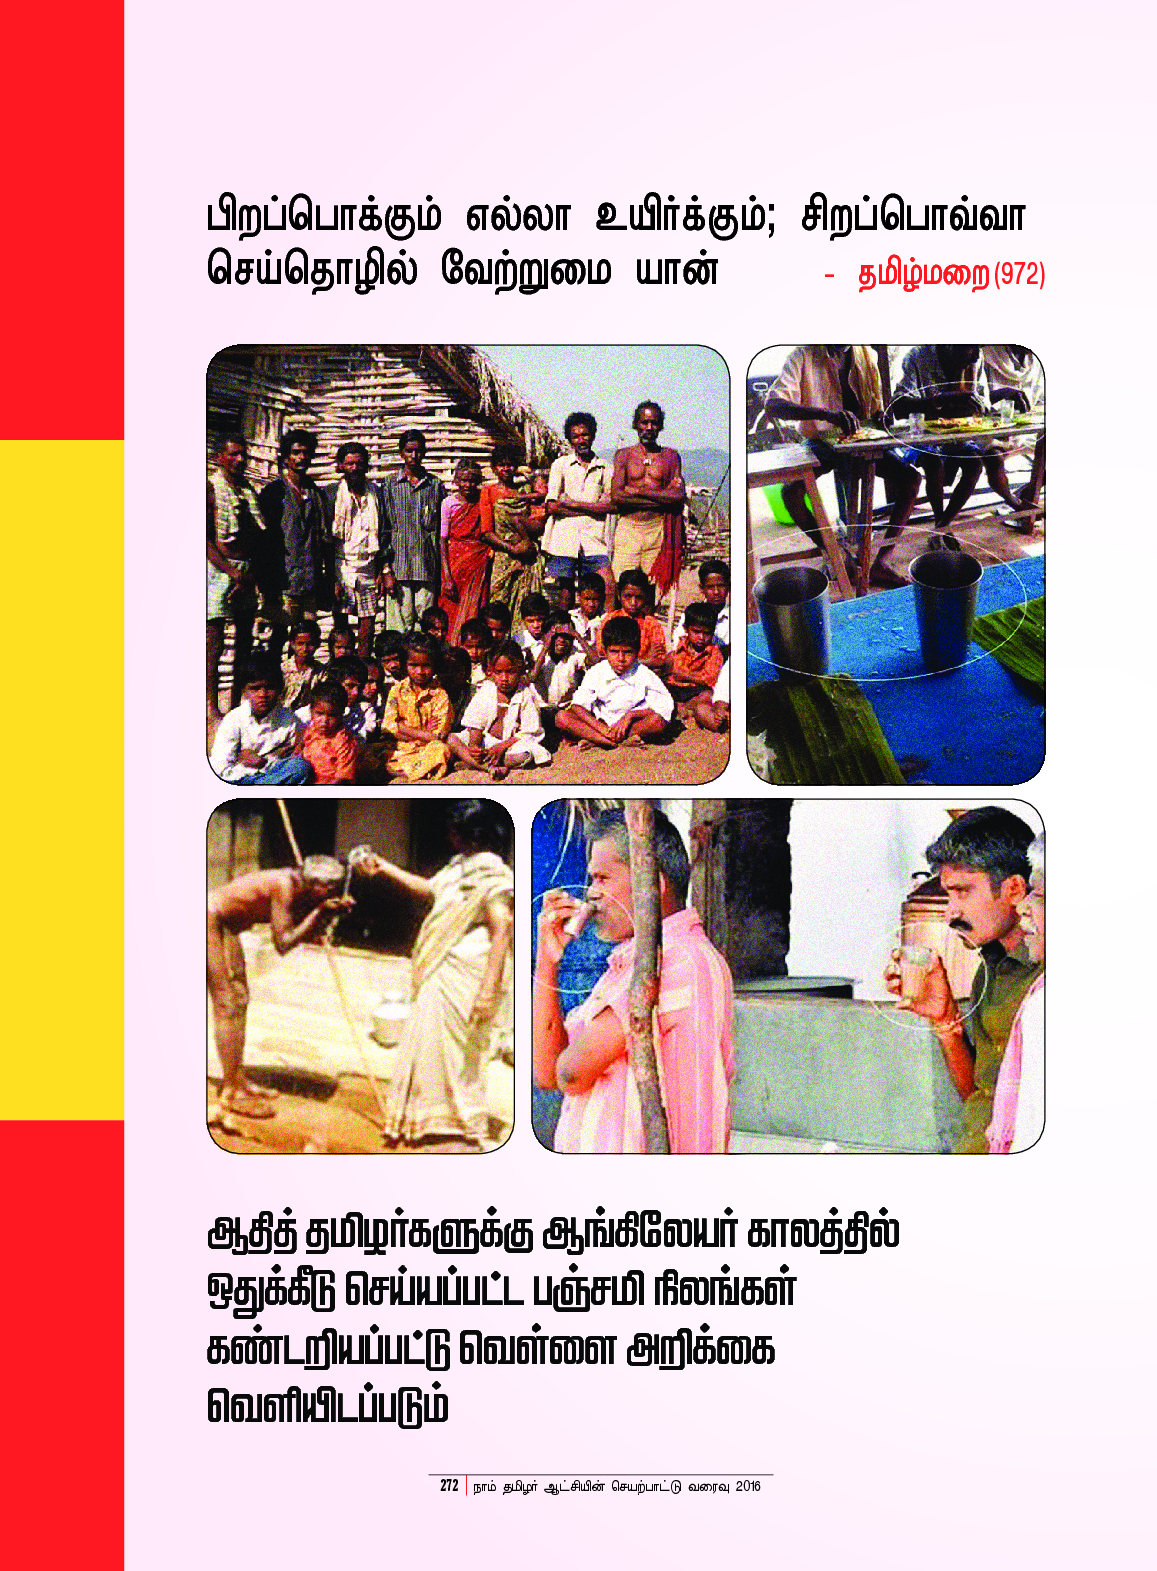 பிறப்பொக்கும் எல்லா உயிர்க்கும்; சிறப்பொவ்வா
செய்தொழில் வேற்றுமை யான் - தமிழ்மறை (972)
ஆதித் தமிழர்களுக்கு ஆங்கிலேயர் காலத்தில்
ஒதுக்கீடு செய்யப்பட்ட பஞ்சமி நிலங்கள்
கண்டறியப்பட்டு வெள்ளை அறிக்கை
வெளியிடப்படும்
272 | நாம் தமிழர் ஆட்சியின் செயற்பாட்டு வரைவு 2016